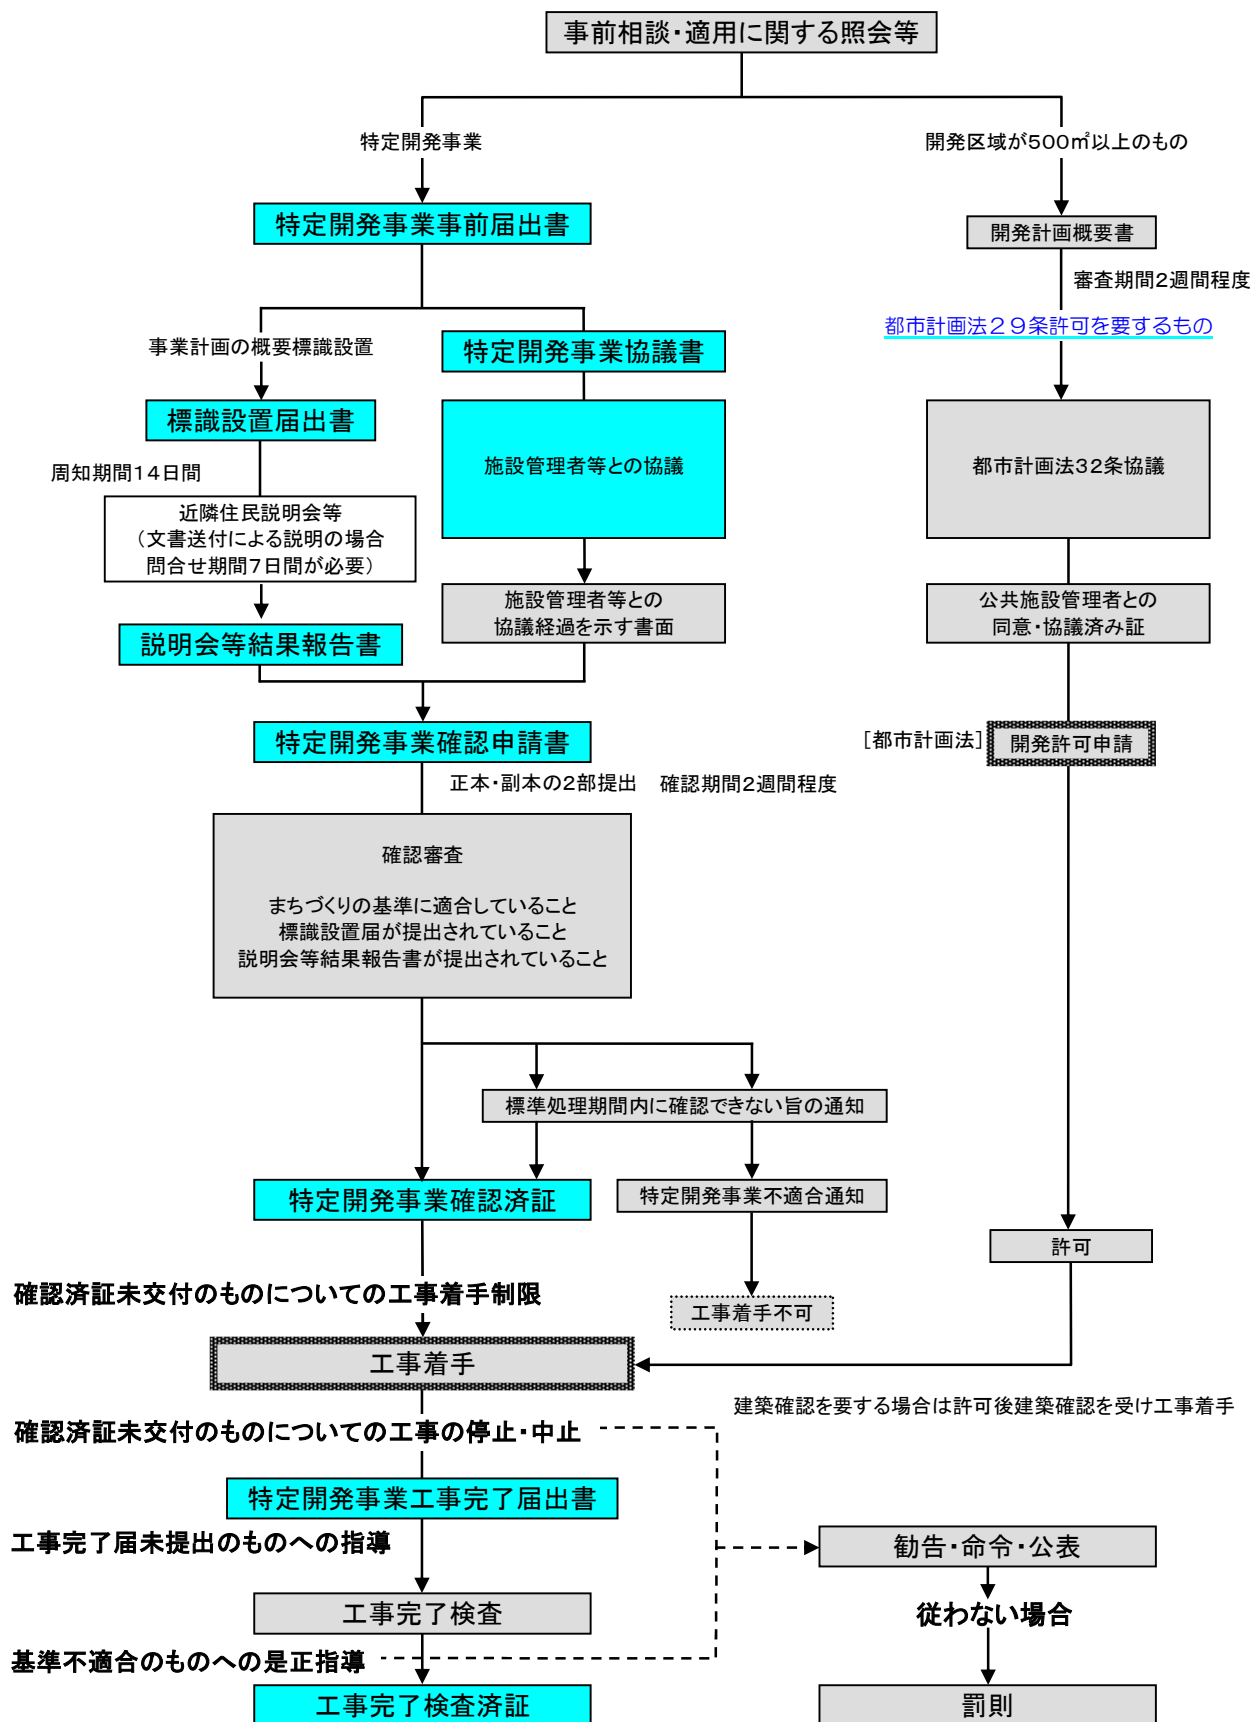 事前相談・適用に関する照会等
特定開発事業
開発区域が500㎡以上のもの
特定開発事業事前届出書
開発計画概要書
審査期間2週間程度
都市計画法29条許可を要するもの
事業計画の概要標識設置
特定開発事業協議書
標識設置届出書
施設管理者等との協議
都市計画法32条協議
周知期間14日間
近隣住民説明会等
（文書送付による説明の場合
問合せ期間7日間が必要）
施設管理者等との
協議経過を示す書面
公共施設管理者との
同意・協議済み証
説明会等結果報告書
特定開発事業確認申請書
［都市計画法］
開発許可申請
正本・副本の2部提出　確認期間2週間程度
確認審査
まちづくりの基準に適合していること
標識設置届が提出されていること
説明会等結果報告書が提出されていること
標準処理期間内に確認できない旨の通知
特定開発事業確認済証
特定開発事業不適合通知
許可
確認済証未交付のものについての工事着手制限
工事着手不可
工事着手
建築確認を要する場合は許可後建築確認を受け工事着手
確認済証未交付のものについての工事の停止・中止
特定開発事業工事完了届出書
工事完了届未提出のものへの指導
勧告・命令・公表
工事完了検査
従わない場合
基準不適合のものへの是正指導
工事完了検査済証
罰則